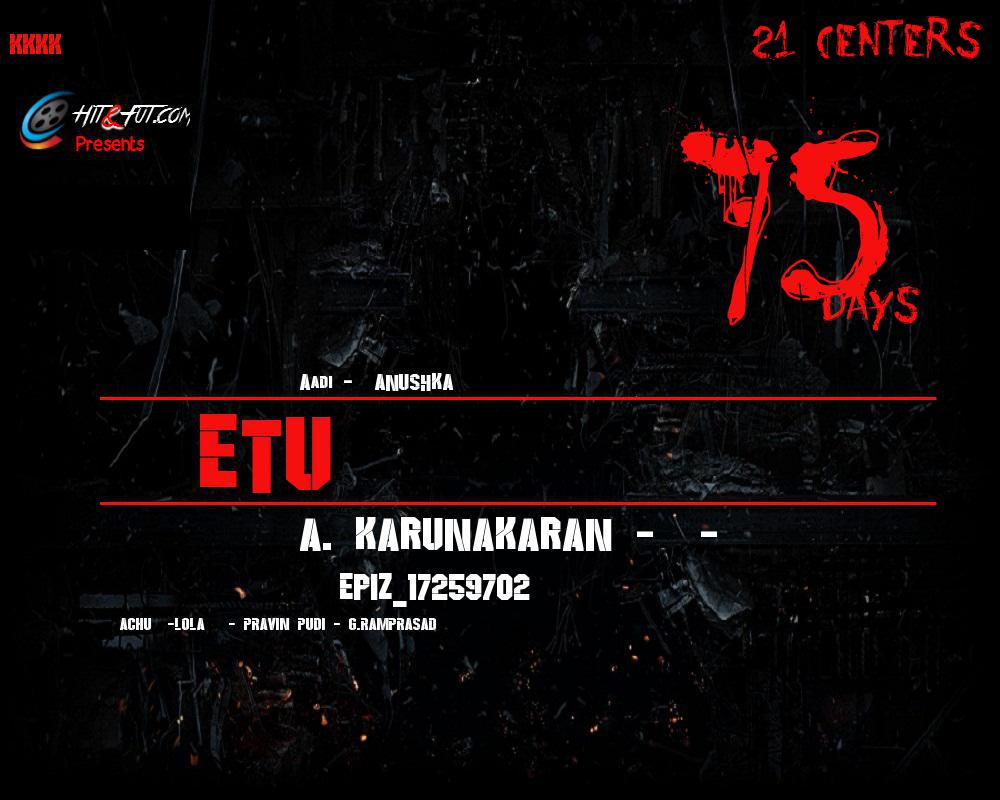 KKKK
21 CENTERS
HIT&FUT.COM
Presents
75
DAYS
AADI - ANUSHKA
ETU
A. KARUNAKARAN - -
EPIZ_17259702
ACHU -LOLA - PRAVIN PUDI - G.RAMPRASAD